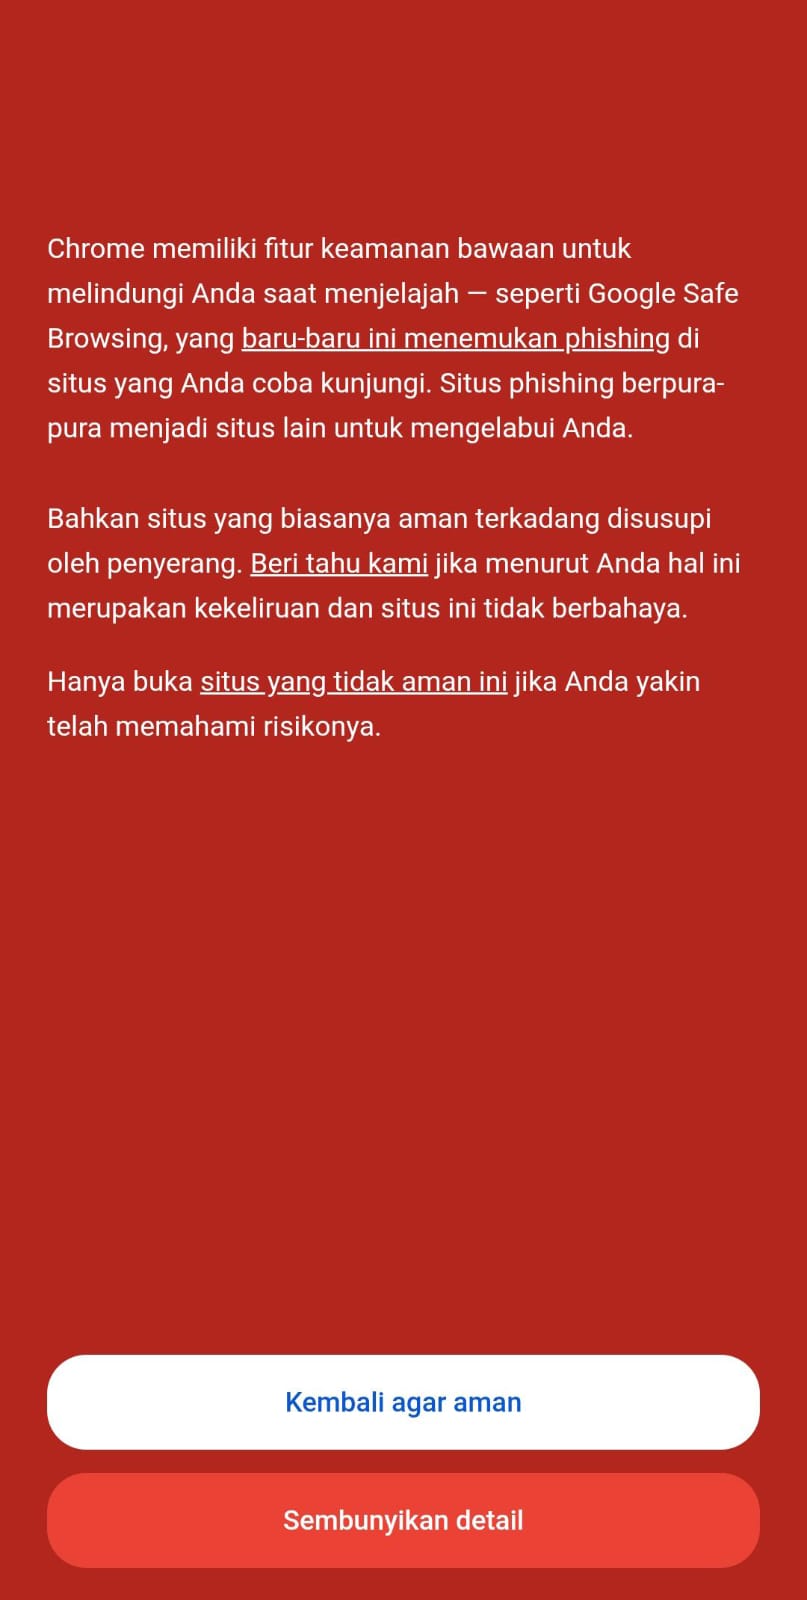 Chrome memiliki fitur keamanan bawaan untuk
melindungi Anda saat menjelajah — seperti Google Safe
Browsing, yang baru-baru ini menemukan phishing di
situs yang Anda coba kunjungi. Situs phishing berpura-
pura menjadi situs lain untuk mengelabui Anda.
Bahkan situs yang biasanya aman terkadang disusupi
oleh penyerang. Beri tahu kami jika menurut Anda hal ini
merupakan kekeliruan dan situs ini tidak berbahaya.
Hanya buka situs yang tidak aman ini jika Anda yakin
telah memahami risikonya.
Kembali agar aman
Sembunyikan detail